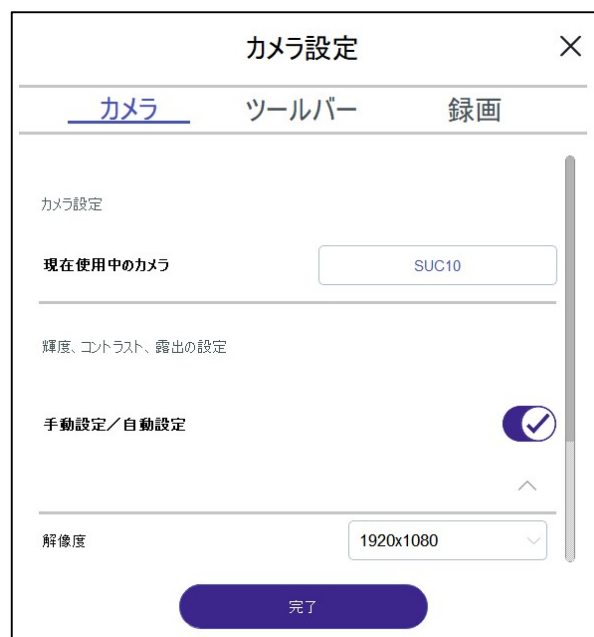 カメラ設定
カメラ ツールバー 録画
カメラ設定
現在使用中のカメラ SUC10
輝度、コントラスト、露出の設定
手動設定／自動設定
解像度 1920x1080
完了